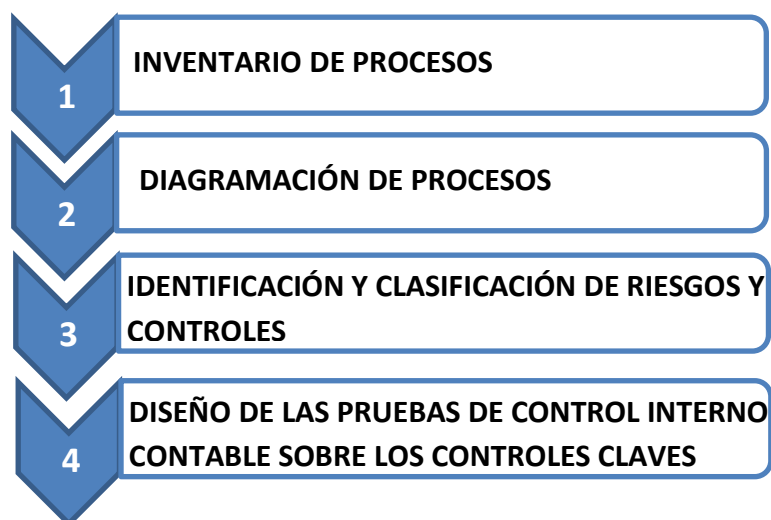 1
INVENTARIO DE PROCESOS
2
DIAGRAMACIÓN DE PROCESOS
3
IDENTIFICACIÓN Y CLASIFICACIÓN DE RIESGOS Y
CONTROLES
4
DISEÑO DE LAS PRUEBAS DE CONTROL INTERNO
CONTABLE SOBRE LOS CONTROLES CLAVES